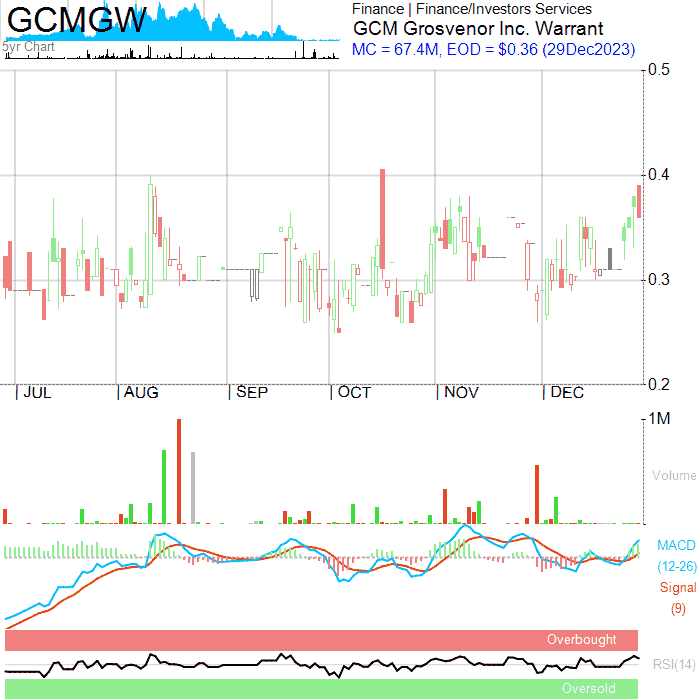 GCMGW
5yr Chart
Finance | Finance/Investors Services
GCM Grosvenor Inc. Warrant
MC = 67.4M, EOD = $0.36 (29Dec2023)
0.5
0.4
0.3
0.2
JUL AUG SEP OCT NOV DEC
1M
Volume
MACD
(12-26)
Signal
(9)
Overbought
RSI(14)
Oversold